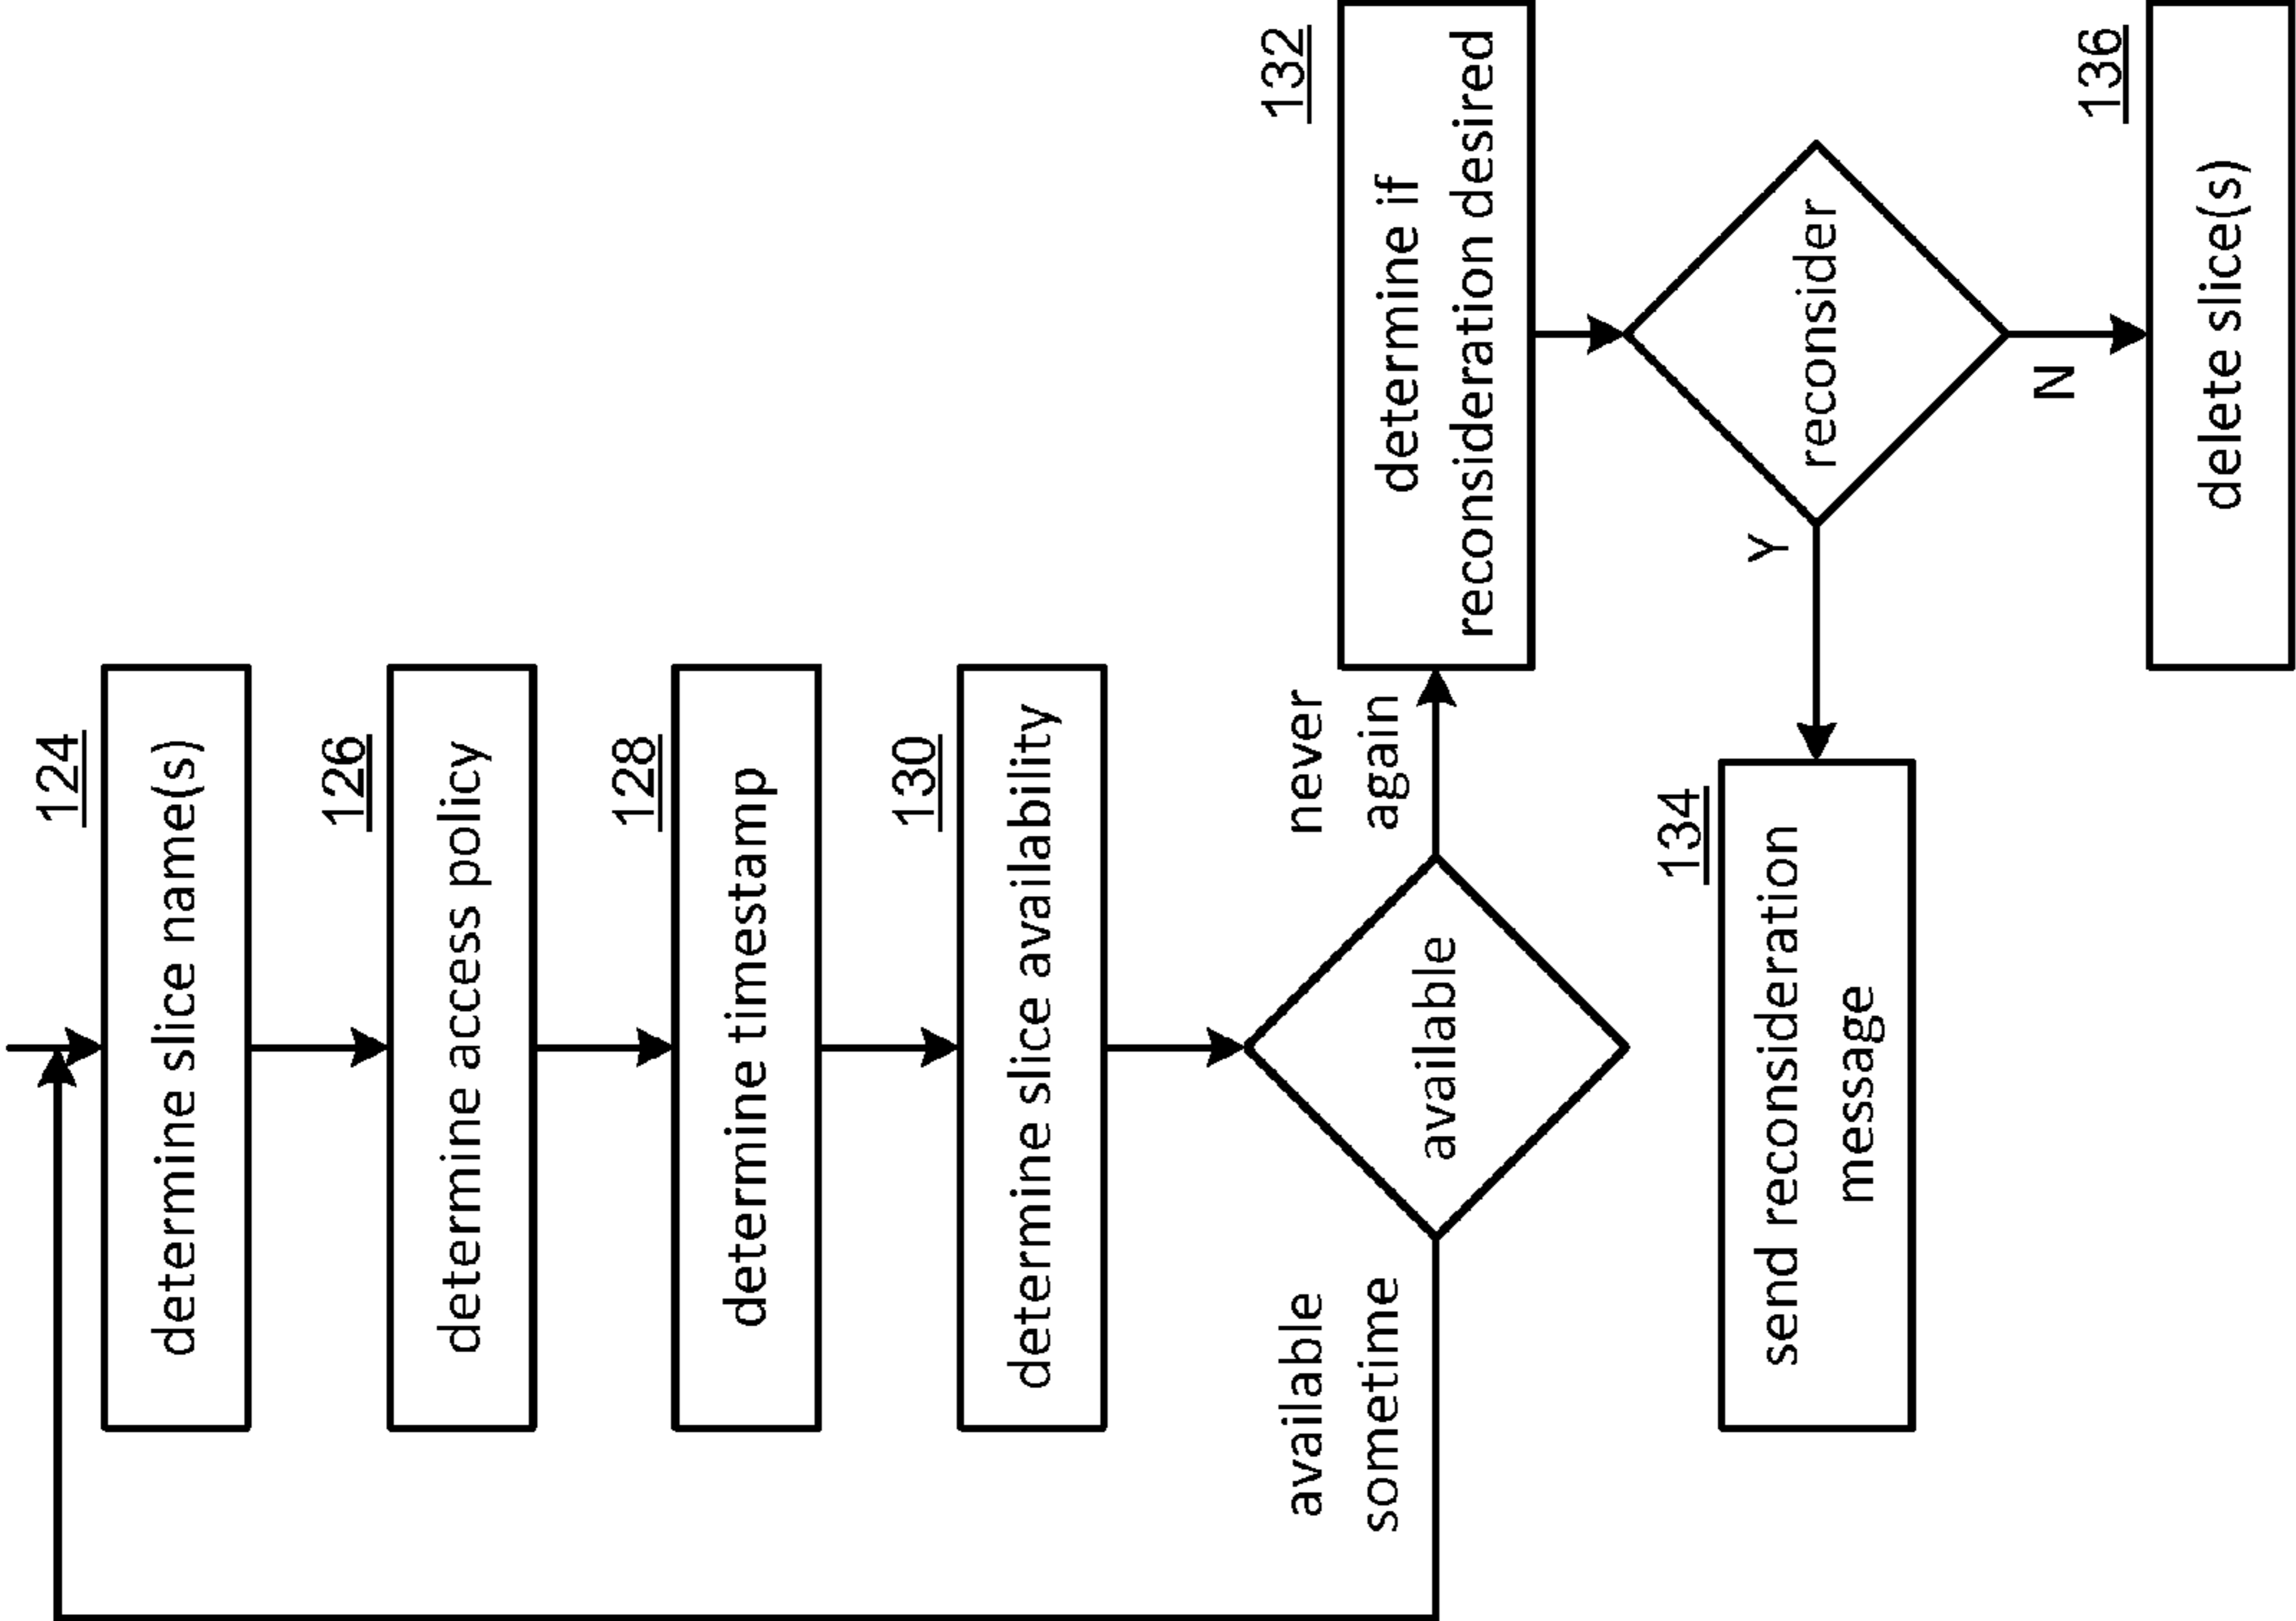 124
determine slice name(s)
126
determine access policy
128
determine timestamp
130
determine slice availability
available
available
sometime
never
again
132
determine if
reconsideration desired
reconsider
Y
N
134
send reconsideration
message
136
delete slice(s)